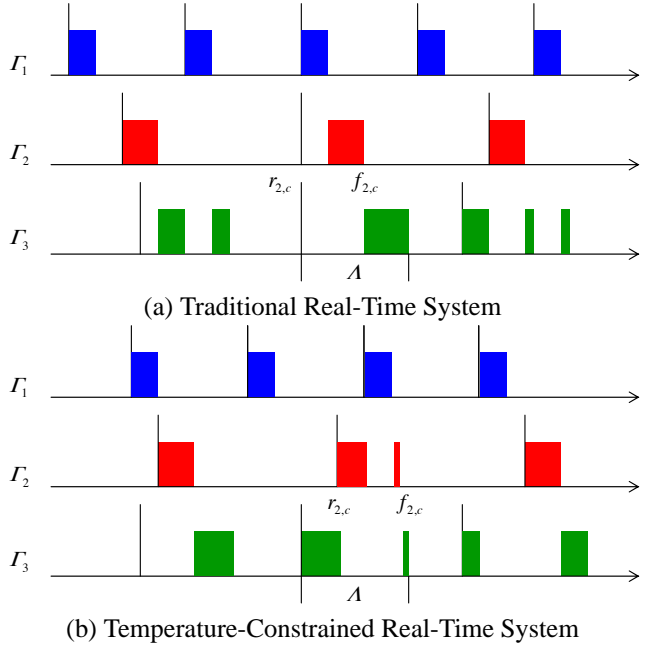 Γ1
Γ2
r2,c f2,c
Γ3
Λ
(a) Traditional Real-Time System
Γ1
Γ2
r2,c f2,c
Γ3
Λ
(b) Temperature-Constrained Real-Time System